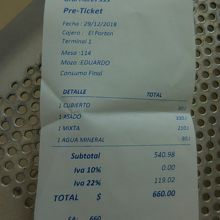 Pre-Ticket
Fecha : 29/12/2018
Cajero : El Porton
Terminal 1
Mesa :114
Mozo :EDUARDO
Consumo Final
DETALLE TOTAL
1 CUBIERTO
1 ASADO
1 MIXTA
1 AGUA MINERAL
Subtotal 540.98
Iva 10% 0.00
Iva 22% 119.02
TOTAL $ 660.00
660